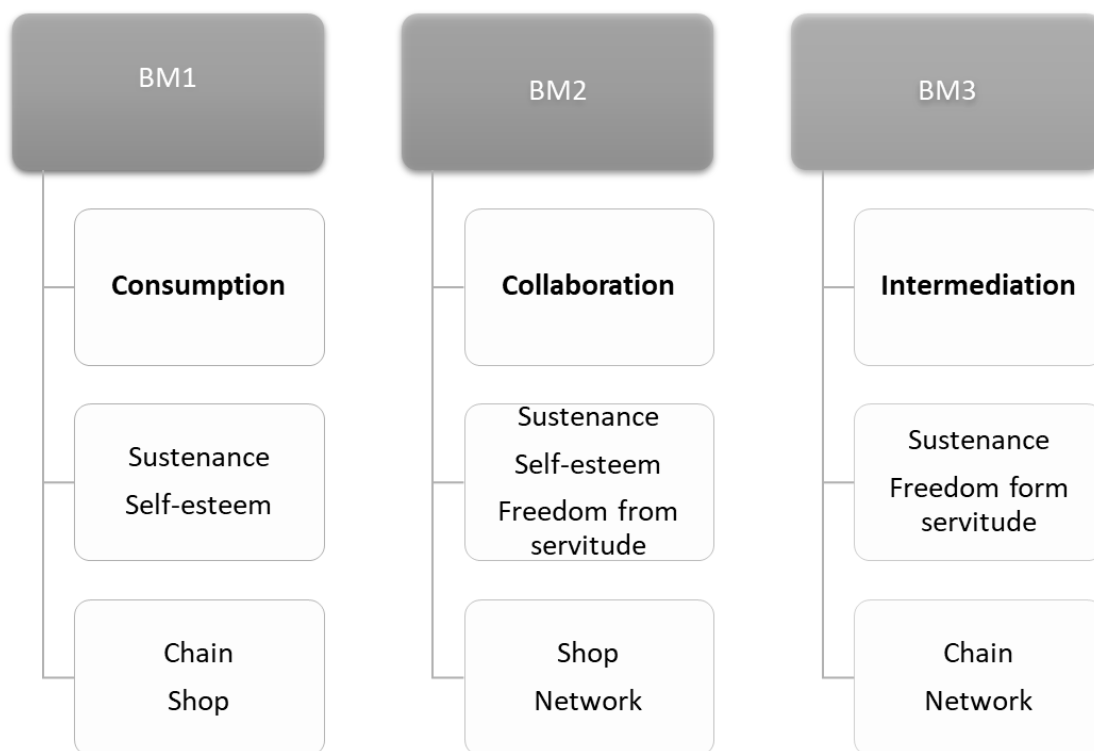 BM1
Consumption
Sustenance
Self-esteem
Chain
Shop
BM2
Collaboration
Sustenance
Self-esteem
Freedom from
servitude
Shop
Network
BM3
Intermediation
Sustenance
Freedom form
servitude
Chain
Network